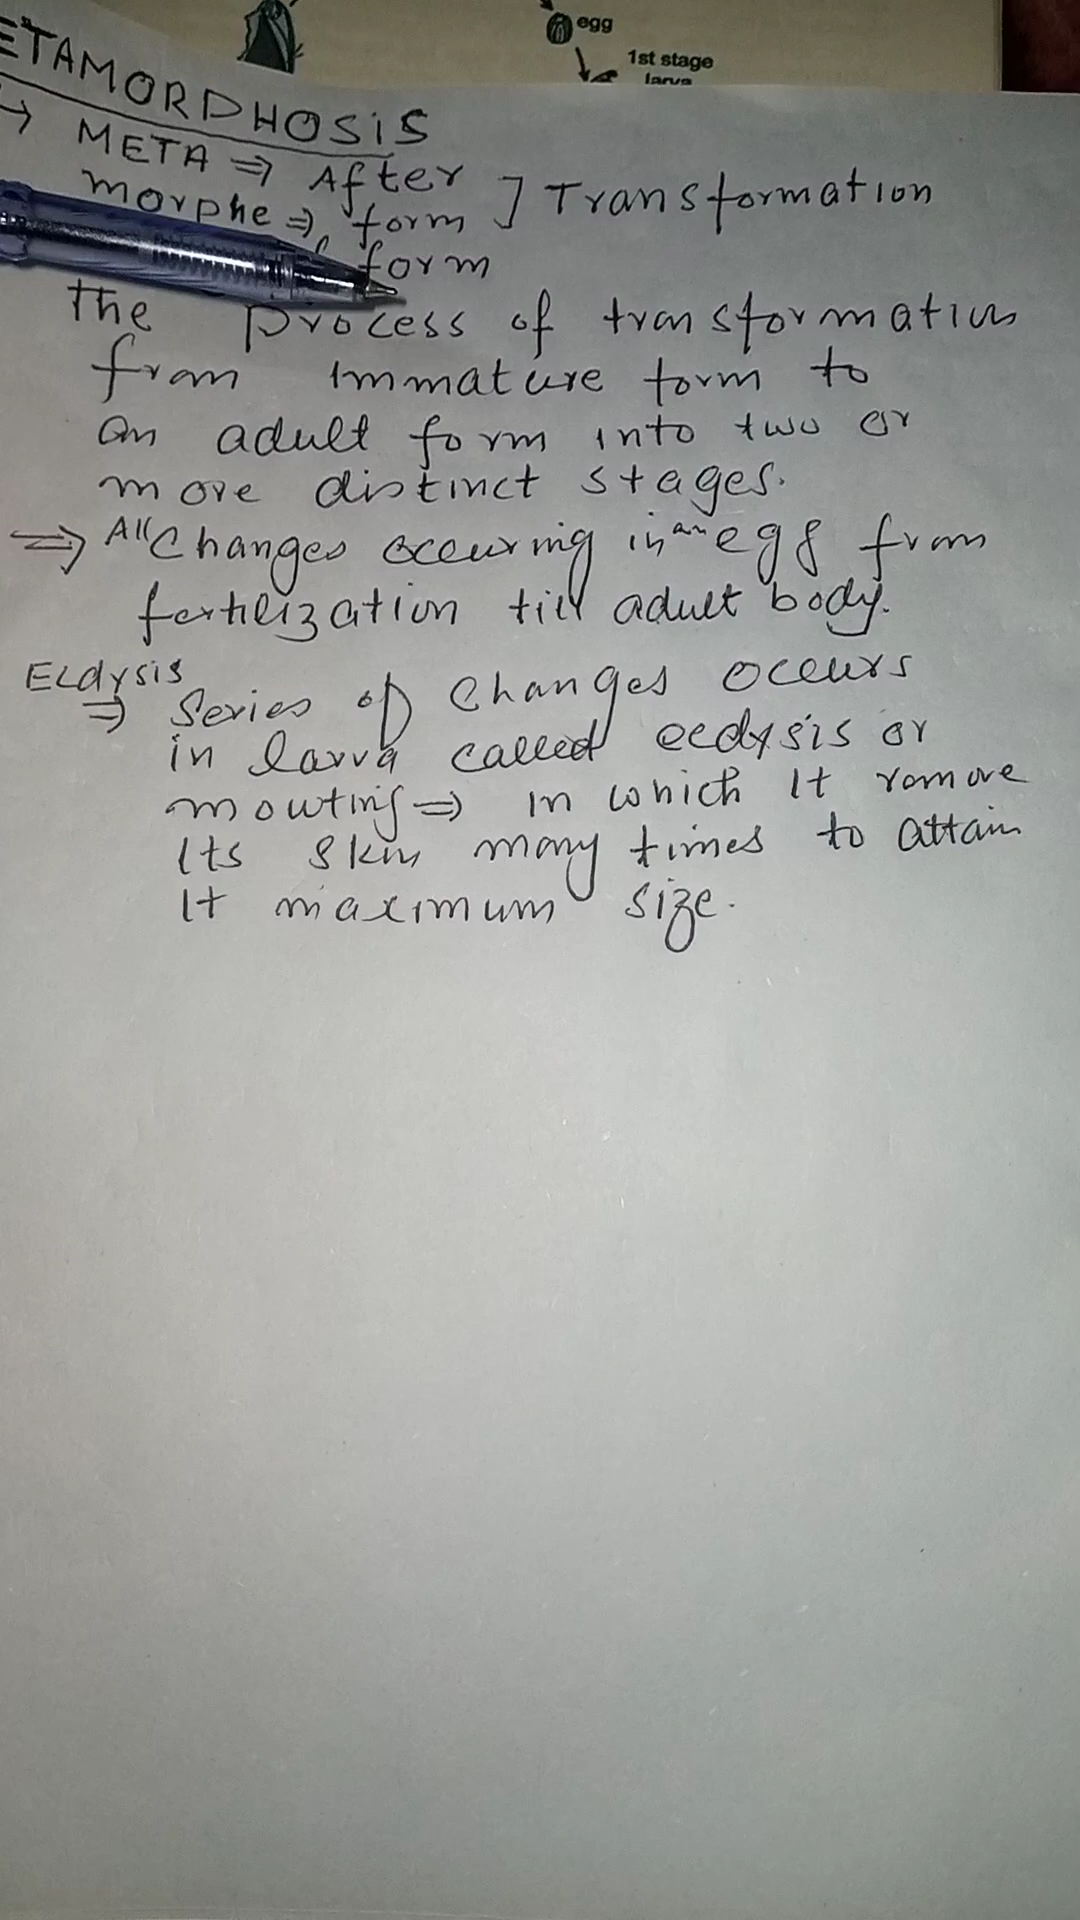 egg
1st stage
larva
ETAMORPHOSIS
META ⇒ After
morphe ⇒ form ] Transformation
form
The process of transformation
from immature form to
an adult form into two or
more distinct stages.
⇒ All changes occuring in an egg from
fertilization till adult body.
Ecdysis
⇒ Series of changes occurs
in larva called ecdysis or
moulting ⇒ in which it remove
its skin many times to attain
it maximum size.